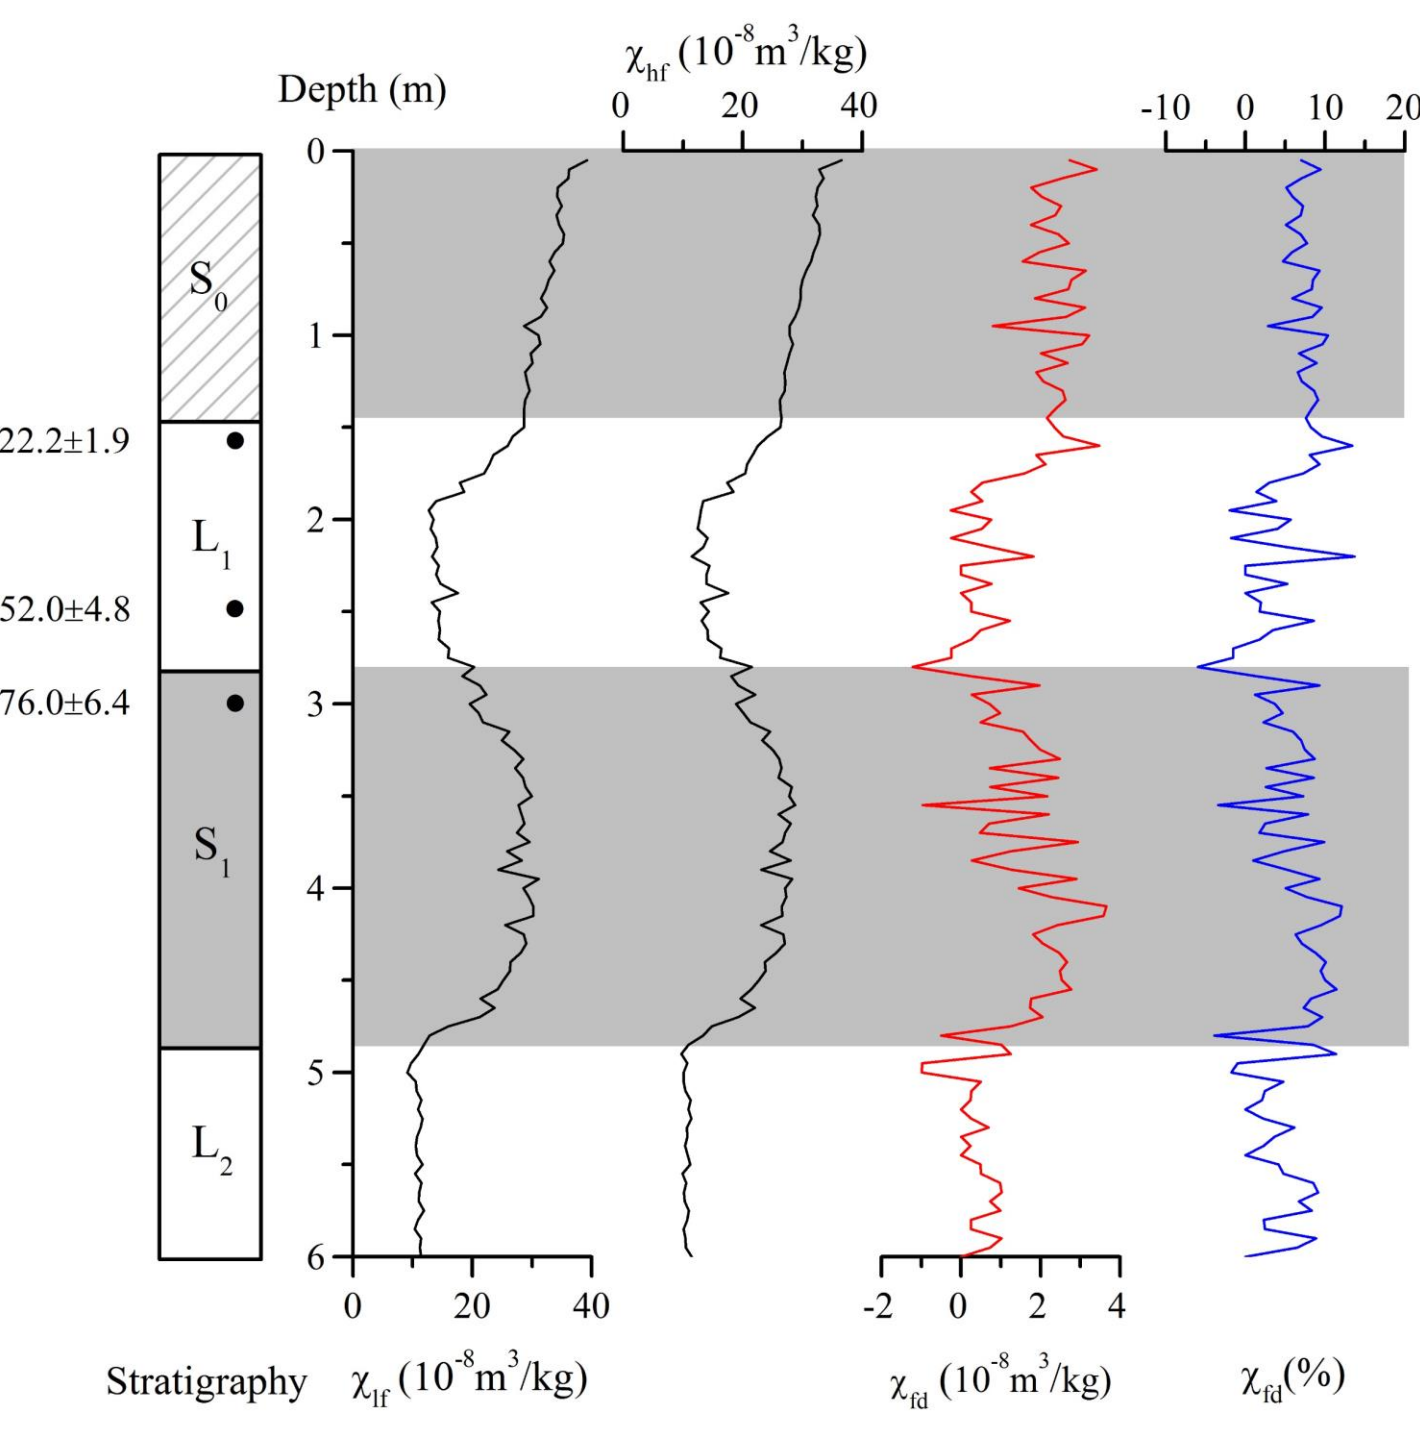 χhf (10-8m3/kg)
Depth (m)
0 20 40
-10 0 10 20
0
S0
1
22.2±1.9
2
L1
52.0±4.8
3
76.0±6.4
S1
4
5
L2
6
0 20 40
-2 0 2 4
Stratigraphy
χlf (10-8m3/kg)
χfd (10-8m3/kg)
χfd(%)